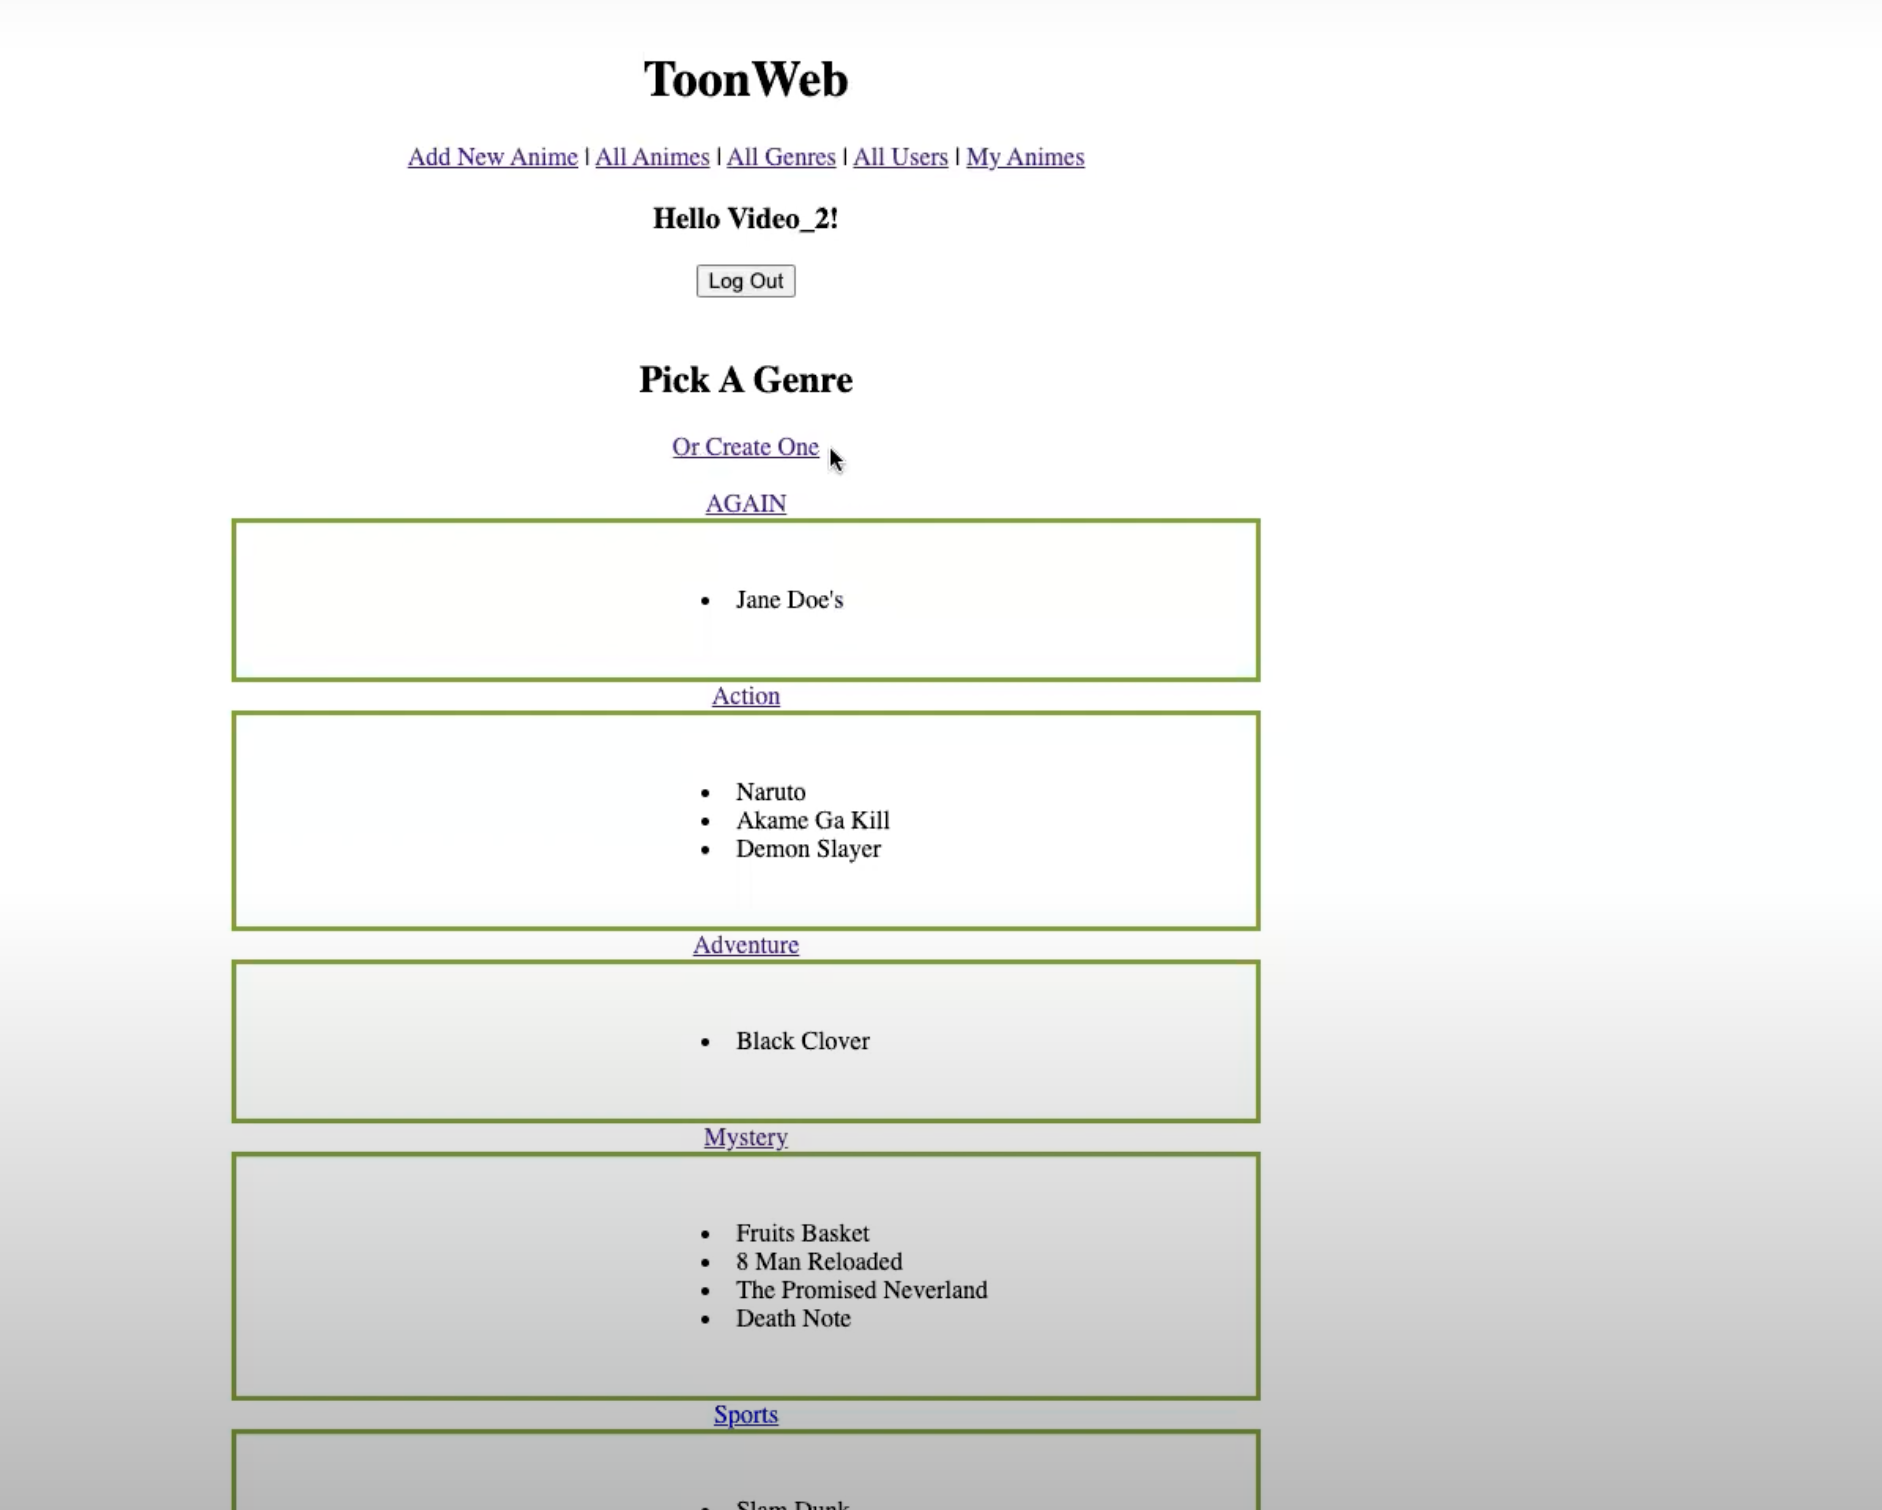 ToonWeb
Add New Anime | All Animes | All Genres | All Users | My Animes
Hello Video_2!
Log Out
Pick A Genre
Or Create One
AGAIN
Jane Doe's
Action
Naruto
Akame Ga Kill
Demon Slayer
Adventure
Black Clover
Mystery
Fruits Basket
8 Man Reloaded
The Promised Neverland
Death Note
Sports
Slam Dunk